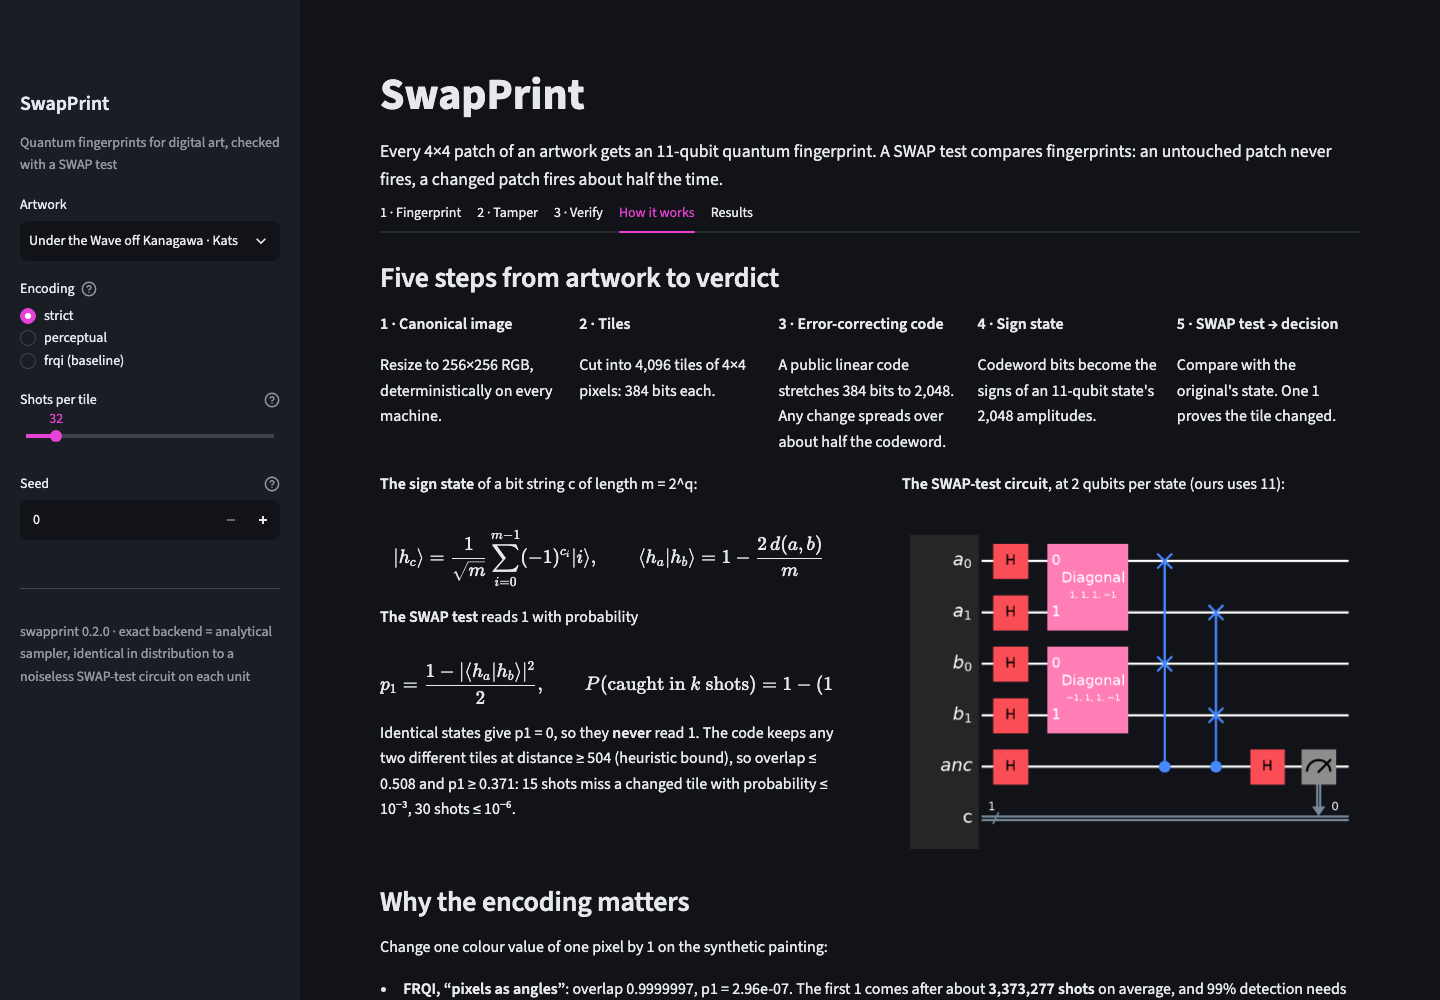 SwapPrint
Quantum fingerprints for digital art, checked
with a SWAP test
Artwork
Under the Wave off Kanagawa · Kats
Encoding
strict
perceptual
frqi (baseline)
Shots per tile
32
Seed
0
swapprint 0.2.0 · exact backend = analytical
sampler, identical in distribution to a
noiseless SWAP-test circuit on each unit
SwapPrint
Every 4×4 patch of an artwork gets an 11-qubit quantum fingerprint. A SWAP test compares fingerprints: an untouched patch never
fires, a changed patch fires about half the time.
1 · Fingerprint 2 · Tamper 3 · Verify How it works Results
Five steps from artwork to verdict
1 · Canonical image
Resize to 256×256 RGB,
deterministically on every
machine.
2 · Tiles
Cut into 4,096 tiles of 4×4
pixels: 384 bits each.
3 · Error-correcting code
A public linear code
stretches 384 bits to 2,048.
Any change spreads over
about half the codeword.
4 · Sign state
Codeword bits become the
signs of an 11-qubit state's
2,048 amplitudes.
5 · SWAP test → decision
Compare with the
original's state. One 1
proves the tile changed.
The sign state of a bit string c of length m = 2^q:
|h_c⟩ = 1/√m ∑_{i=0}^{m−1} (−1)^{c_i}|i⟩, ⟨h_a|h_b⟩ = 1 − 2 d(a, b)/m
The SWAP test reads 1 with probability
p₁ = (1 − |⟨h_a|h_b⟩|²)/2, P(caught in k shots) = 1 − (1
Identical states give p1 = 0, so they never read 1. The code keeps any
two different tiles at distance ≥ 504 (heuristic bound), so overlap ≤
0.508 and p1 ≥ 0.371: 15 shots miss a changed tile with probability ≤
10⁻³, 30 shots ≤ 10⁻⁶.
The SWAP-test circuit, at 2 qubits per state (ours uses 11):
a₀ H 0
Diagonal
1, 1, 1, −1
a₁ H 1
b₀ H 0
Diagonal
−1, 1, 1, −1
b₁ H 1
anc H H
c 1 0
Why the encoding matters
Change one colour value of one pixel by 1 on the synthetic painting:
• FRQI, “pixels as angles”: overlap 0.9999997, p1 = 2.96e-07. The first 1 comes after about 3,373,277 shots on average, and 99% detection needs